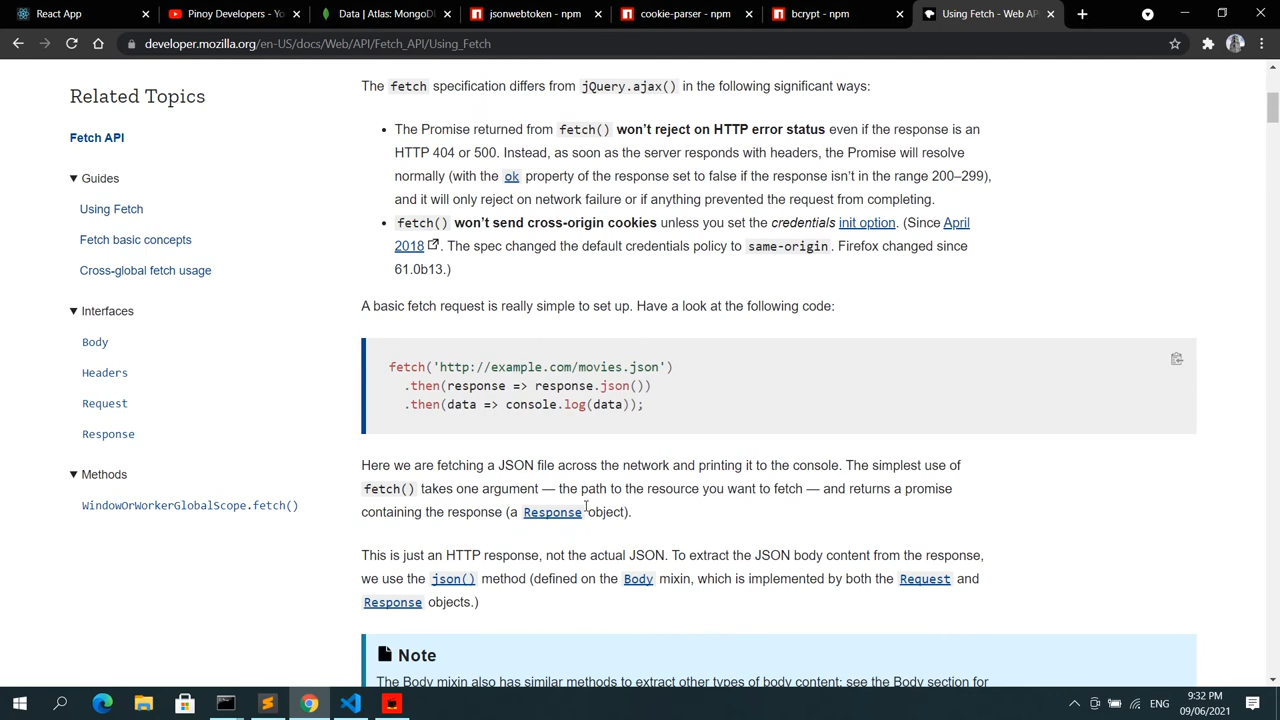 React App
Pinoy Developers - Yo
Data | Atlas: MongoD
jsonwebtoken - npm
cookie-parser - npm
bcrypt - npm
Using Fetch - Web AP
developer.mozilla.org/en-US/docs/Web/API/Fetch_API/Using_Fetch
Related Topics
Fetch API
Guides
Using Fetch
Fetch basic concepts
Cross-global fetch usage
Interfaces
Body
Headers
Request
Response
Methods
WindowOrWorkerGlobalScope.fetch()
The fetch specification differs from jQuery.ajax() in the following significant ways:
• The Promise returned from fetch() won't reject on HTTP error status even if the response is an
HTTP 404 or 500. Instead, as soon as the server responds with headers, the Promise will resolve
normally (with the ok property of the response set to false if the response isn't in the range 200–299),
and it will only reject on network failure or if anything prevented the request from completing.
• fetch() won't send cross-origin cookies unless you set the credentials init option. (Since April
2018. The spec changed the default credentials policy to same-origin. Firefox changed since
61.0b13.)
A basic fetch request is really simple to set up. Have a look at the following code:
fetch('http://example.com/movies.json')
.then(response => response.json())
.then(data => console.log(data));
Here we are fetching a JSON file across the network and printing it to the console. The simplest use of
fetch() takes one argument — the path to the resource you want to fetch — and returns a promise
containing the response (a Response object).
This is just an HTTP response, not the actual JSON. To extract the JSON body content from the response,
we use the json() method (defined on the Body mixin, which is implemented by both the Request and
Response objects.)
Note
The Body mixin also has similar methods to extract other types of body content; see the Body section for
ENG
9:32 PM
09/06/2021